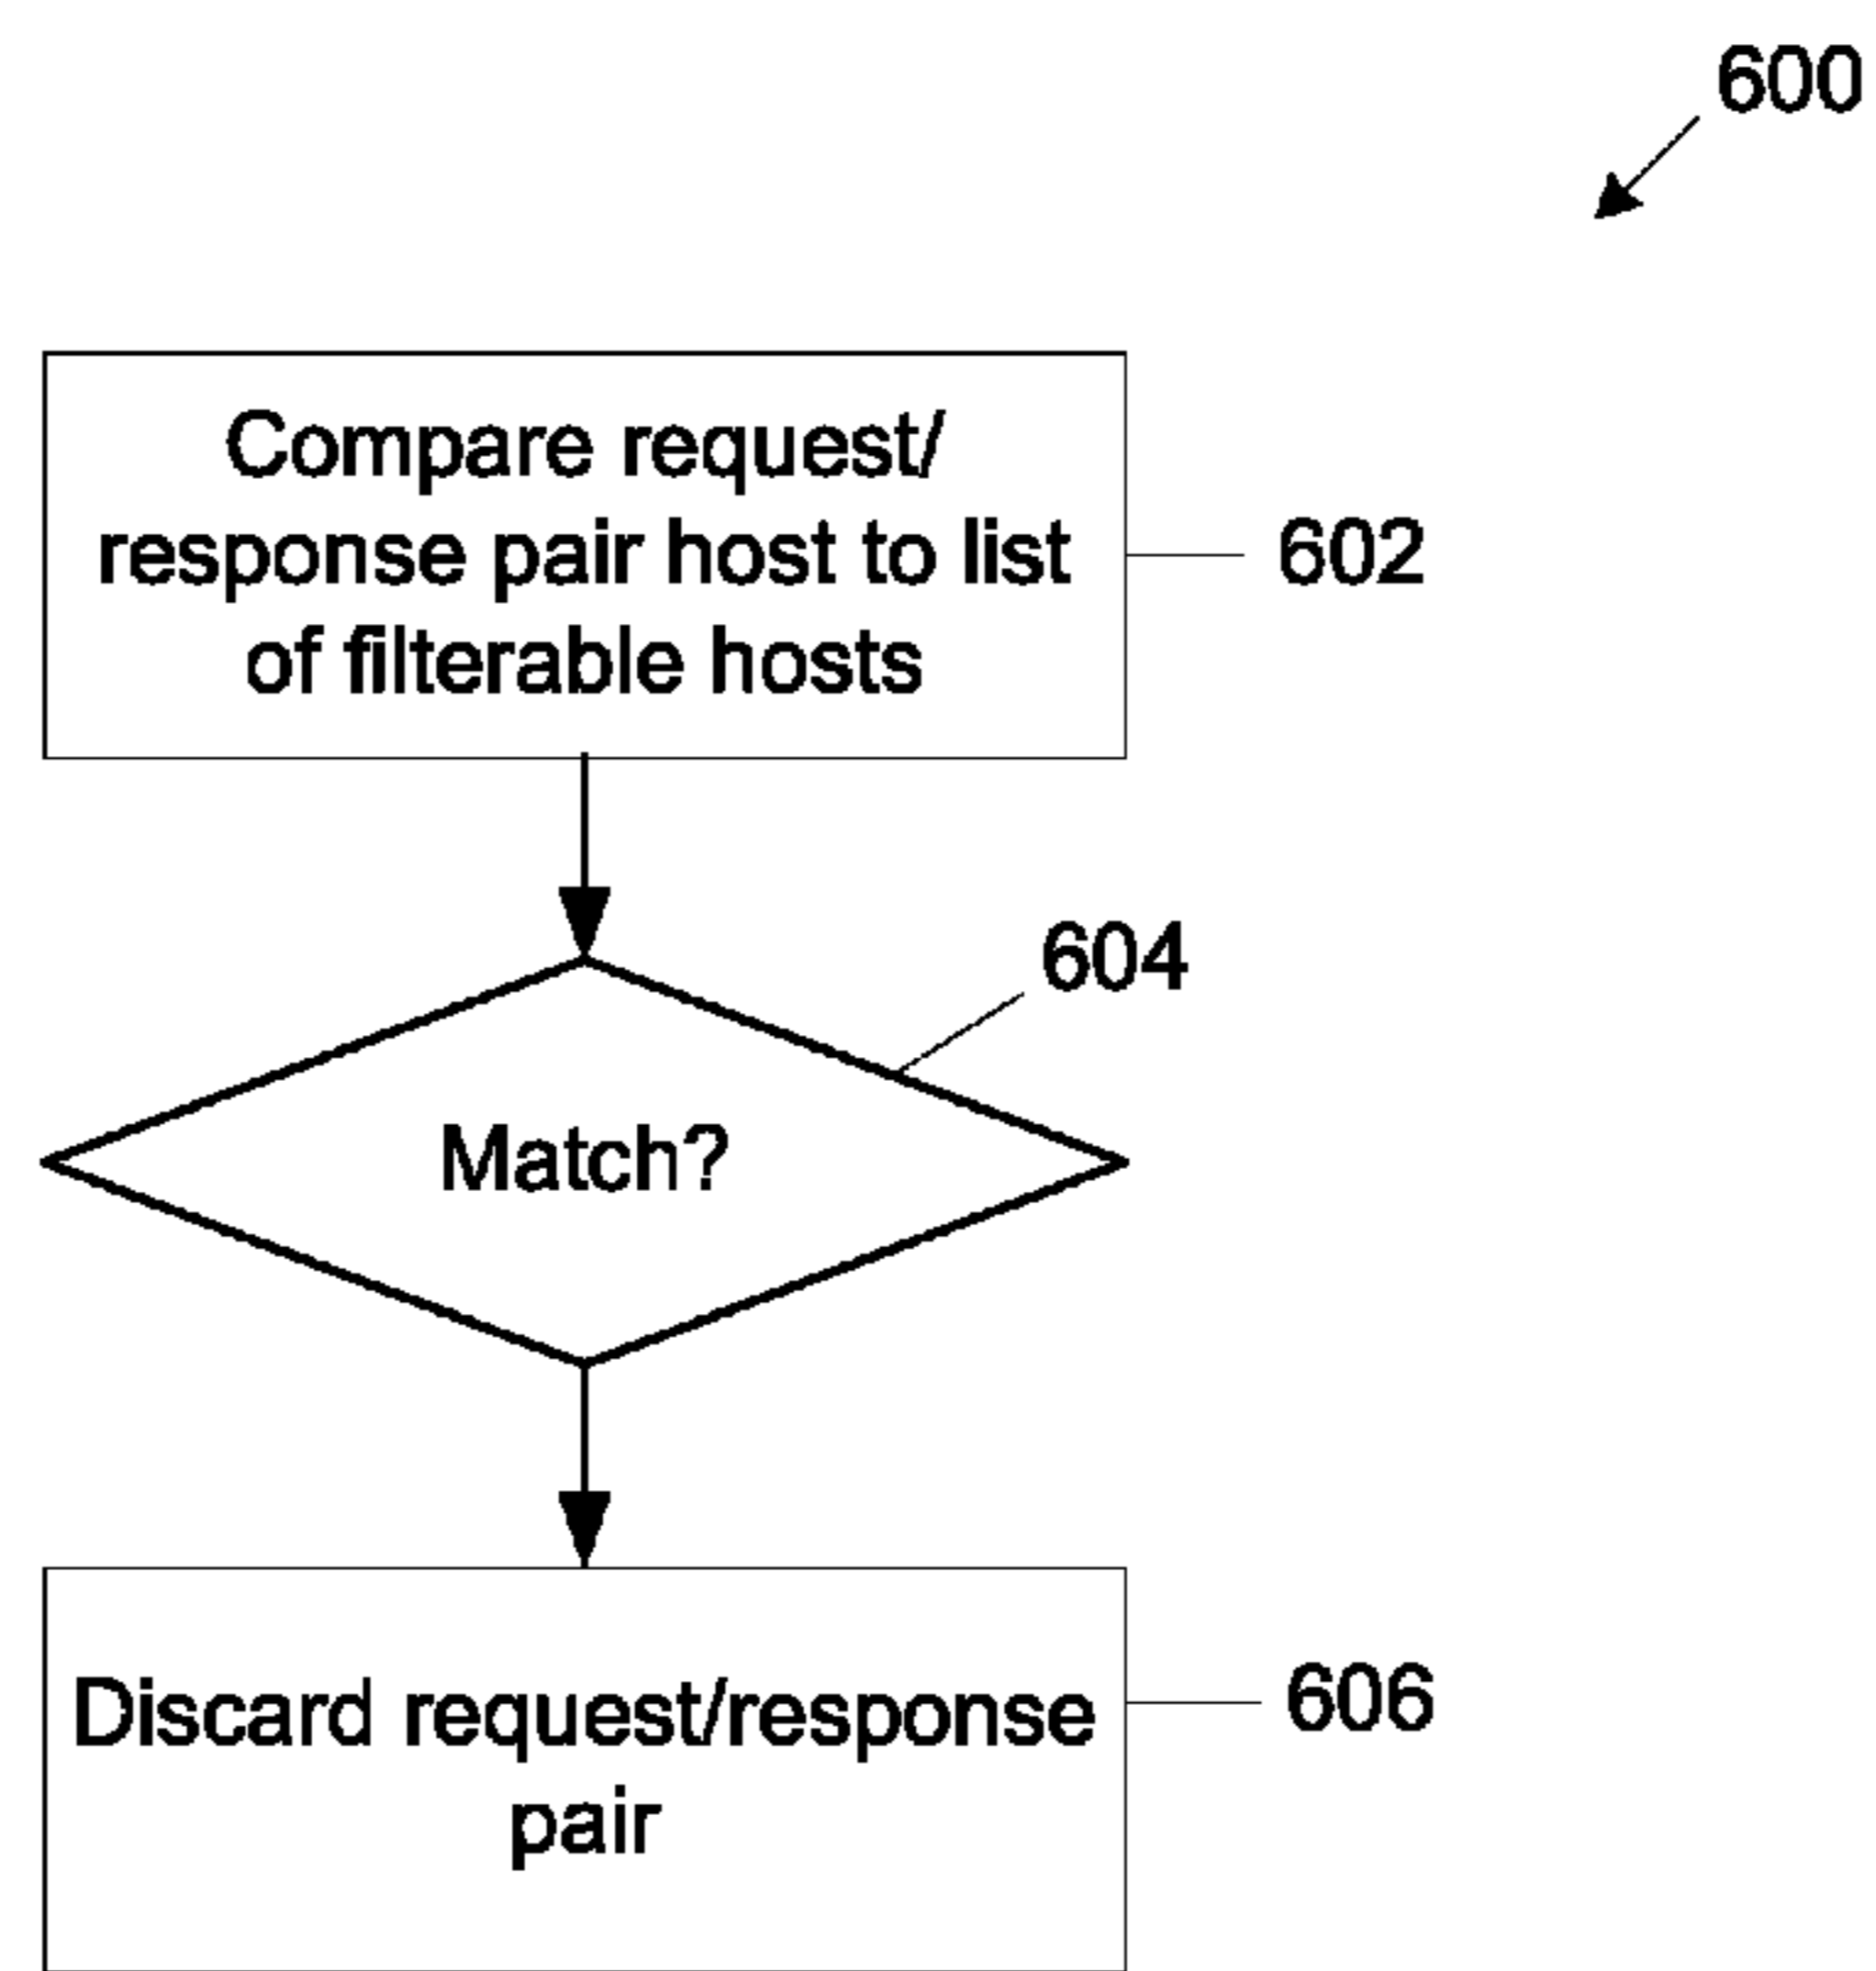 600
Compare request/
response pair host to list
of filterable hosts
602
604
Match?
Discard request/response
pair
606